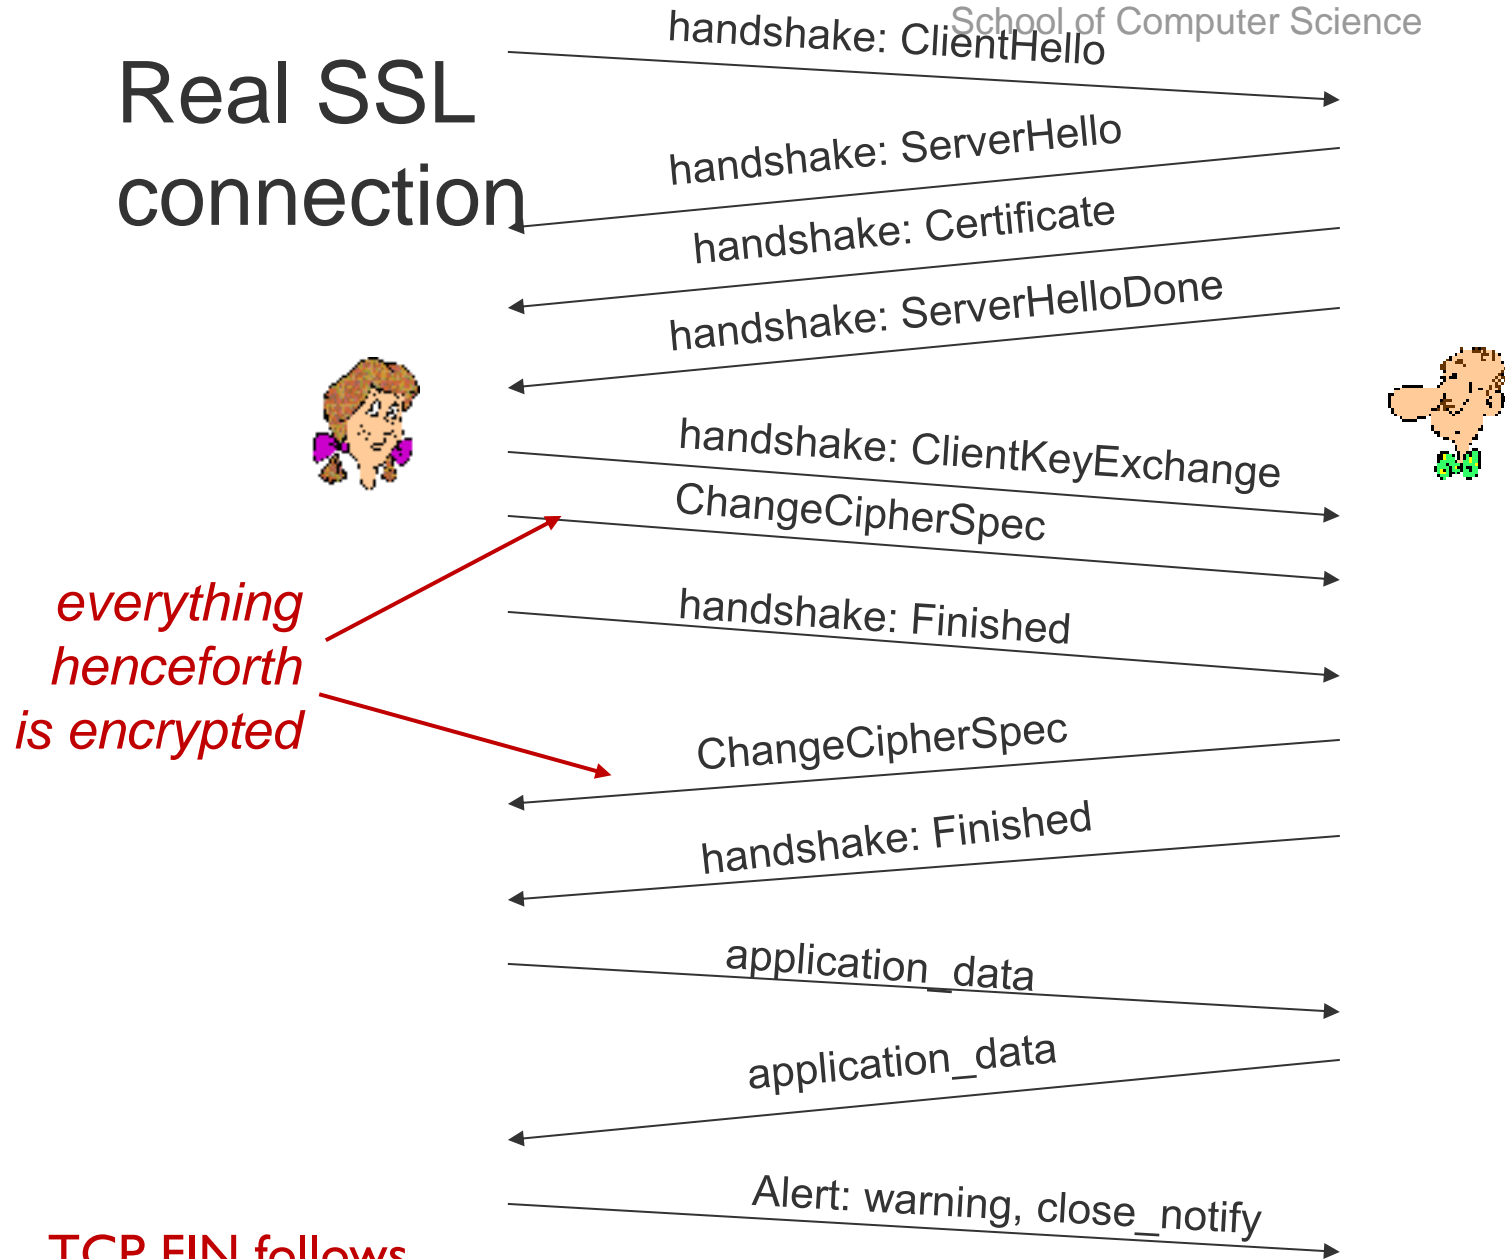 School of Computer Science
Real SSL
connection
handshake: ClientHello
handshake: ServerHello
handshake: Certificate
handshake: ServerHelloDone
handshake: ClientKeyExchange
ChangeCipherSpec
handshake: Finished
everything
henceforth
is encrypted
ChangeCipherSpec
handshake: Finished
application_data
application_data
Alert: warning, close_notify
TCP FIN follows